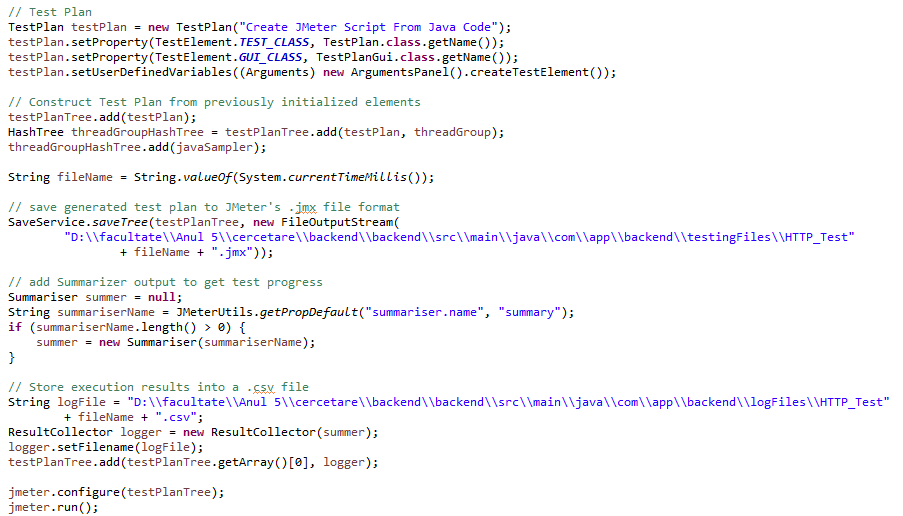 // Test Plan
TestPlan testPlan = new TestPlan("Create JMeter Script From Java Code");
testPlan.setProperty(TestElement.TEST_CLASS, TestPlan.class.getName());
testPlan.setProperty(TestElement.GUI_CLASS, TestPlanGui.class.getName());
testPlan.setUserDefinedVariables((Arguments) new ArgumentsPanel().createTestElement());

// Construct Test Plan from previously initialized elements
testPlanTree.add(testPlan);
HashTree threadGroupHashTree = testPlanTree.add(testPlan, threadGroup);
threadGroupHashTree.add(javaSampler);

String fileName = String.valueOf(System.currentTimeMillis());

// save generated test plan to JMeter's .jmx file format
SaveService.saveTree(testPlanTree, new FileOutputStream(
        "D:\\facultate\\Anul 5\\cercetare\\backend\\backend\\src\\main\\java\\com\\app\\backend\\testingFiles\\HTTP_Test"
                + fileName + ".jmx"));

// add Summarizer output to get test progress
Summariser summer = null;
String summariserName = JMeterUtils.getPropDefault("summariser.name", "summary");
if (summariserName.length() > 0) {
    summer = new Summariser(summariserName);
}

// Store execution results into a .csv file
String logFile = "D:\\facultate\\Anul 5\\cercetare\\backend\\backend\\src\\main\\java\\com\\app\\backend\\logFiles\\HTTP_Test"
        + fileName + ".csv";
ResultCollector logger = new ResultCollector(summer);
logger.setFilename(logFile);
testPlanTree.add(testPlanTree.getArray()[0], logger);

jmeter.configure(testPlanTree);
jmeter.run();